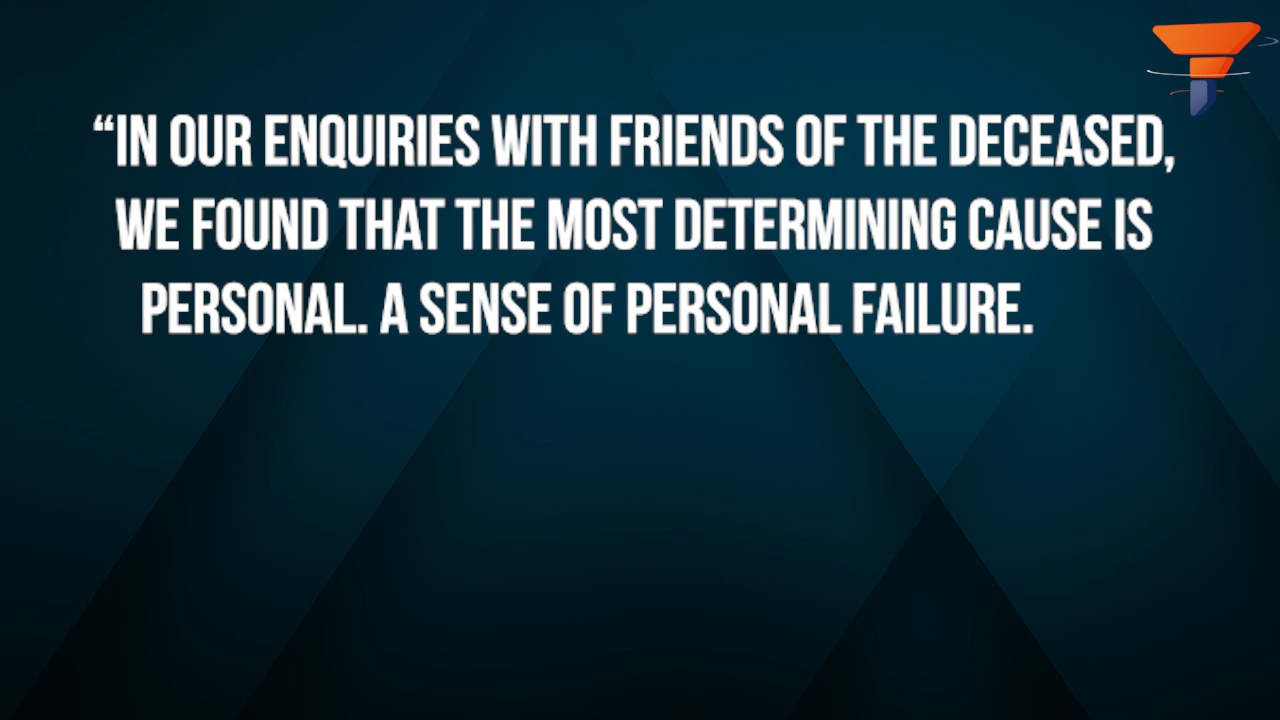 “IN OUR ENQUIRIES WITH FRIENDS OF THE DECEASED,
WE FOUND THAT THE MOST DETERMINING CAUSE IS
PERSONAL. A SENSE OF PERSONAL FAILURE.